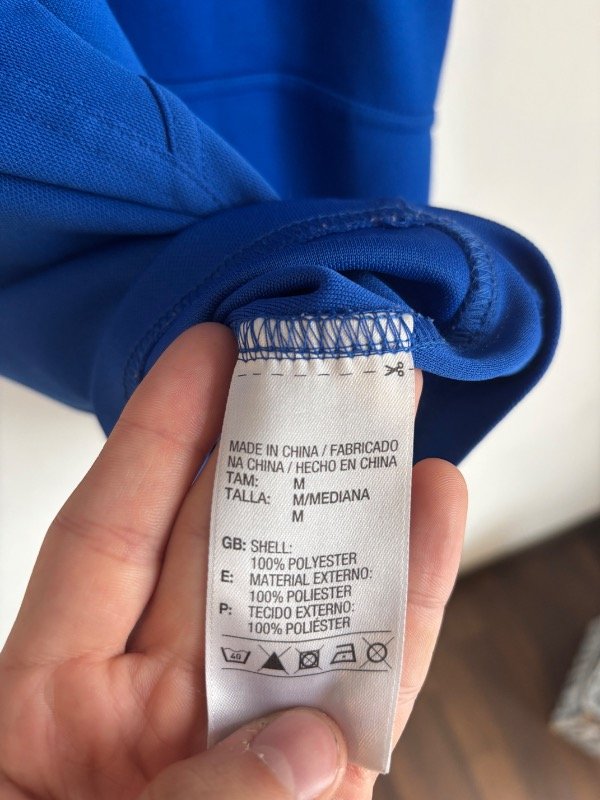 MADE IN CHINA / FABRICADO
NA CHINA / HECHO EN CHINA
TAM: M
TALLA: M/MEDIANA
M
GB: SHELL:
100% POLYESTER
E: MATERIAL EXTERNO:
100% POLIESTER
P: TECIDO EXTERNO:
100% POLIÉSTER
40